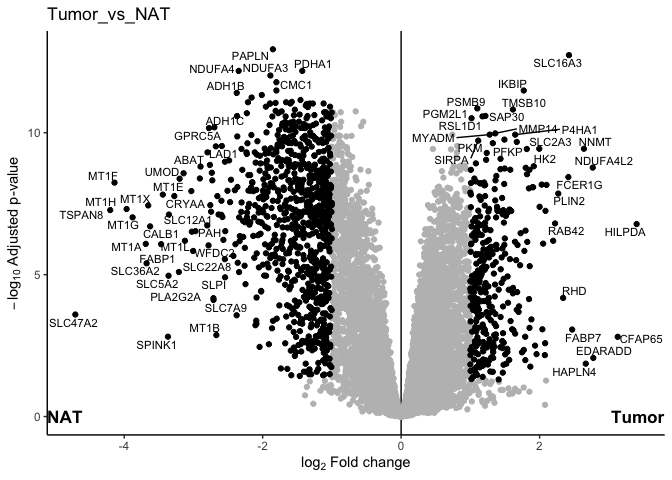 Tumor_vs_NAT
PAPLN
NDUFA4
NDUFA3
PDHA1
SLC16A3
ADH1B
CMC1
IKBIP
PSMB9
TMSB10
ADH1C
PGM2L1
SAP30
10
GPRC5A
RSL1D1
MMP14
P4HA1
MYADM
LAD1
PKM
PFKP
SLC2A3
NNMT
ABAT
SIRPA
HK2
NDUFA4L2
UMOD
MT1F
MT1E
FCER1G
MT1H
MT1X
CRYAA
PLIN2
TSPAN8
MT1G
SLC12A1
CALB1
PAH
RAB42
HILPDA
MT1A
MT1L
WFDC2
FABP1
SLC36A2
SLC22A8
5
SLC5A2
SLPI
PLA2G2A
RHD
SLC7A9
SLC47A2
MT1B
SPINK1
FABP7
CFAP65
EDARADD
HAPLN4
0
NAT
Tumor
-4
-2
0
2
log2 Fold change
−log10 Adjusted p-value